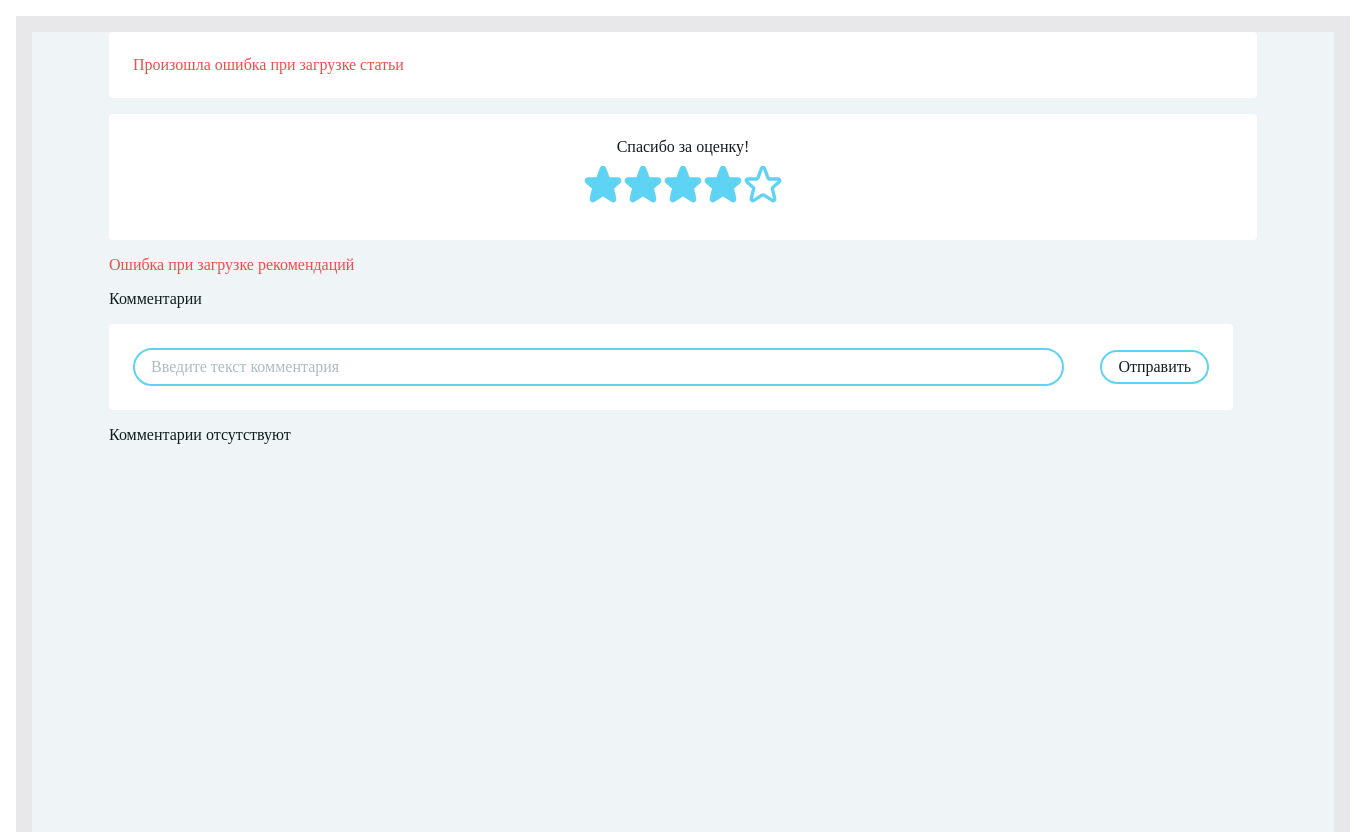 Произошла ошибка при загрузке статьи
Спасибо за оценку!
Ошибка при загрузке рекомендаций
Комментарии
Введите текст комментария
Отправить
Комментарии отсутствуют